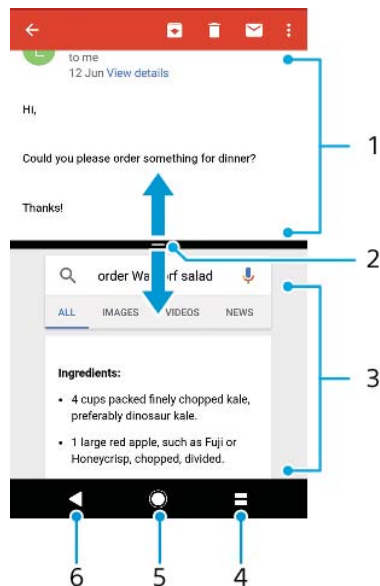 to me
12 Jun View details
Hi,
Could you please order something for dinner?
Thanks!
1
2
order Wa orf salad
ALL IMAGES VIDEOS NEWS
3
Ingredients:
• 4 cups packed finely chopped kale,
preferably dinosaur kale.
• 1 large red apple, such as Fuji or
Honeycrisp, chopped, divided.
6 5 4